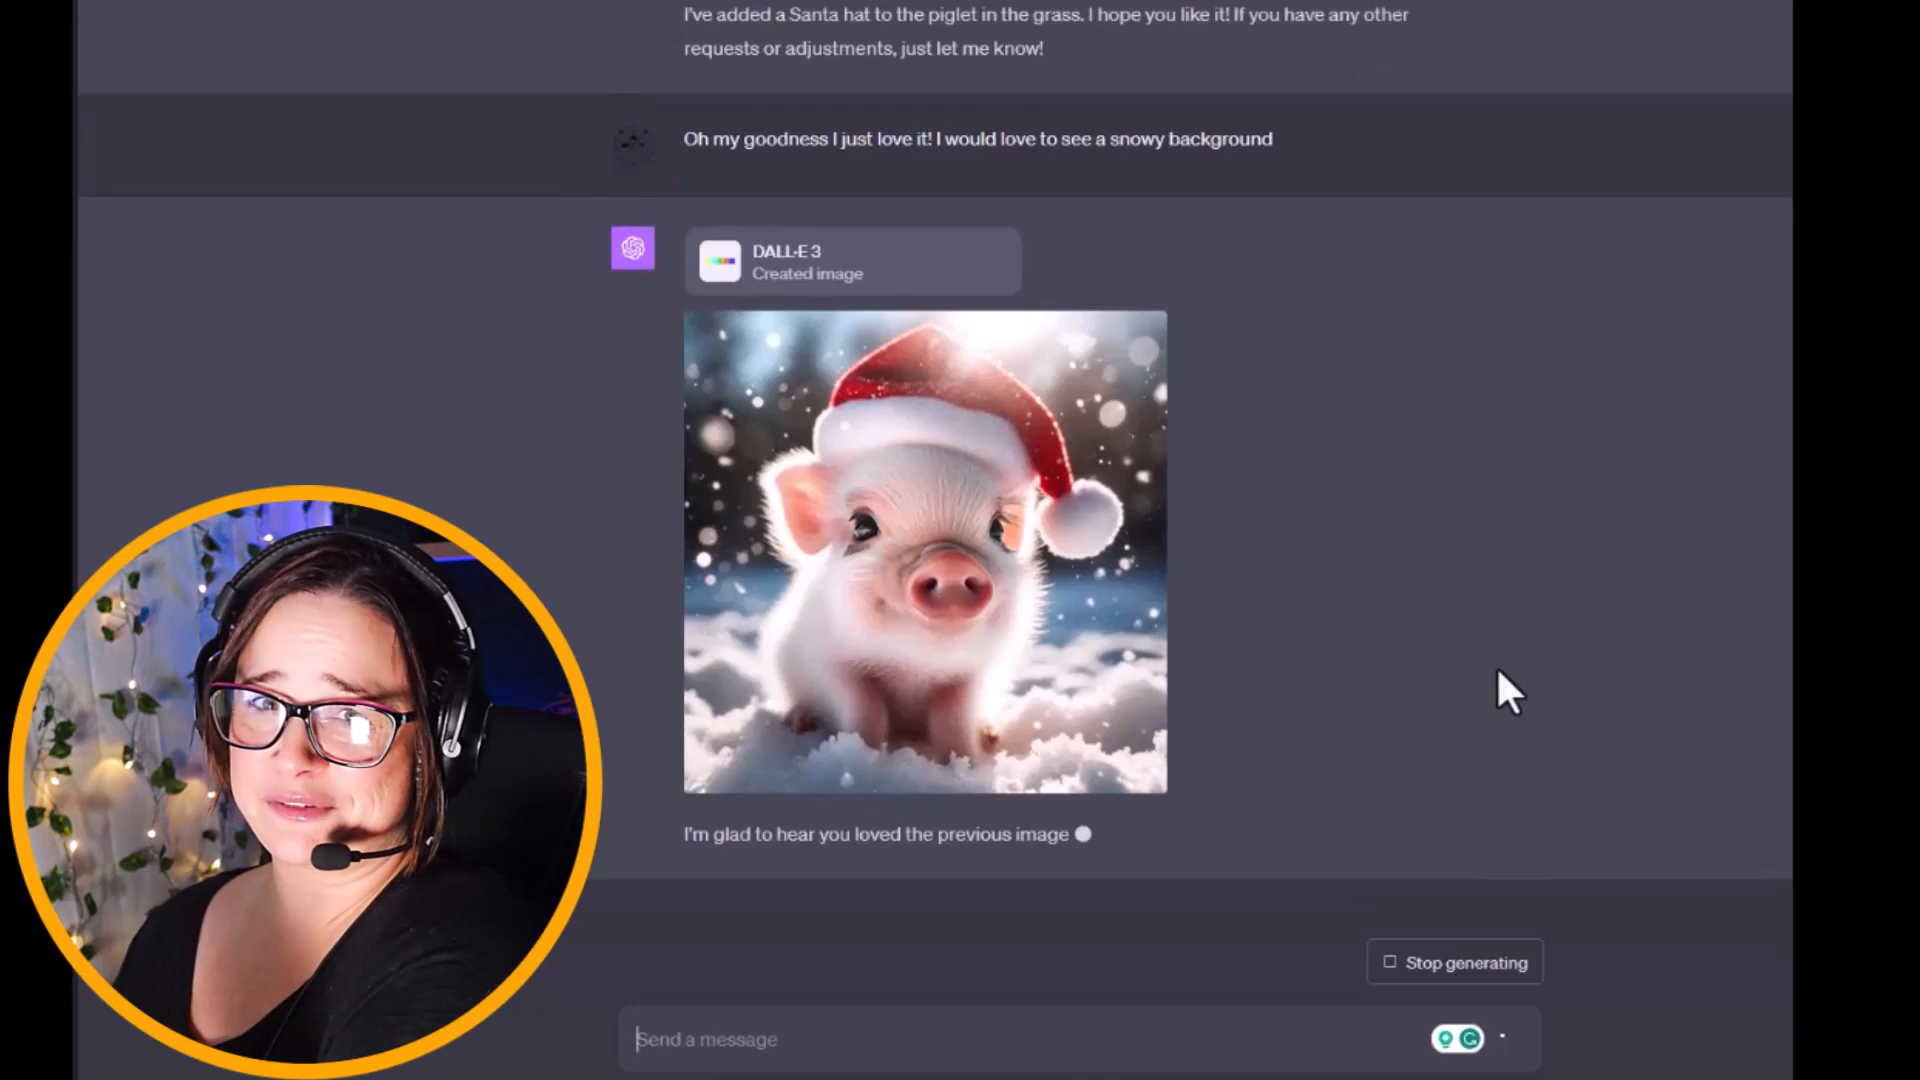 I've added a Santa hat to the piglet in the grass. I hope you like it! If you have any other
requests or adjustments, just let me know!
Oh my goodness I just love it! I would love to see a snowy background
DALL·E 3
Created image
I'm glad to hear you loved the previous image
Stop generating
Send a message